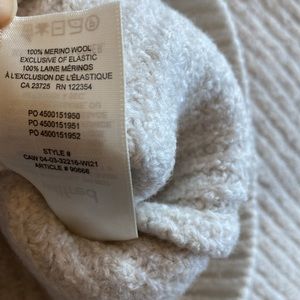 100% MERINO WOOL
EXCLUSIVE OF ELASTIC
100% LAINE MÉRINOS
À L'EXCLUSION DE L'ÉLASTIQUE
CA 23725 RN 122354
PO 4500151950
PO 4500151951
PO 4500151952
STYLE #
CAW 04-03-32216-WI21
ARTICLE # 90666